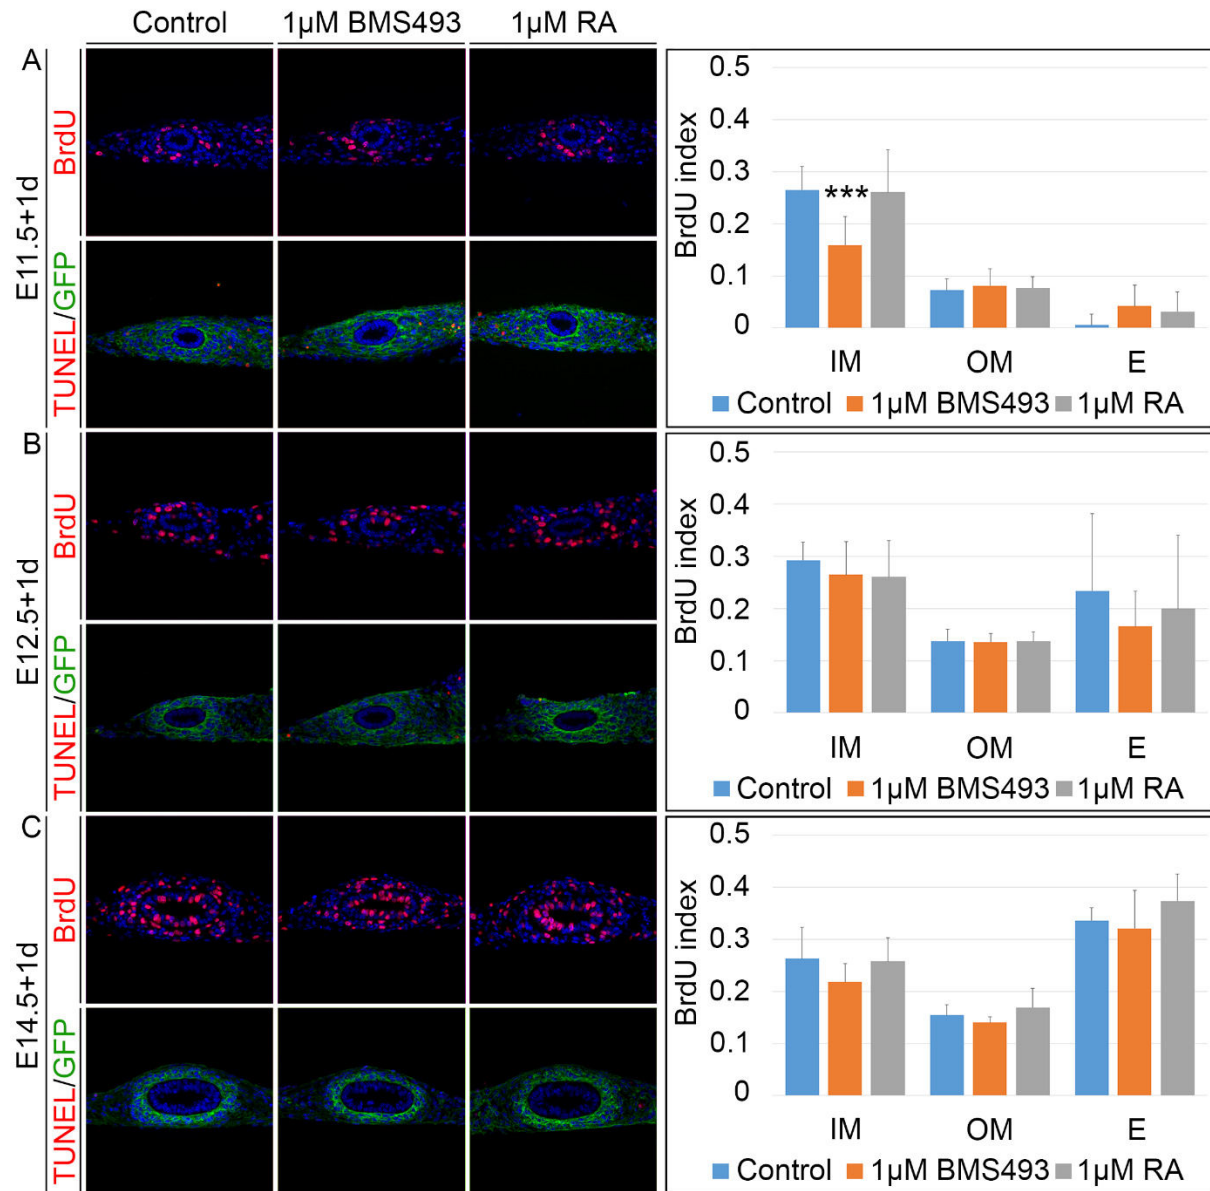 Control 1µM BMS493 1µM RA
A
E11.5+1d
BrdU
TUNEL/GFP
0.5
0.4
0.3
0.2
0.1
0
BrdU index
***
IM OM E
Control 1µM BMS493 1µM RA
B
E12.5+1d
BrdU
TUNEL/GFP
0.5
0.4
0.3
0.2
0.1
0
BrdU index
IM OM E
Control 1µM BMS493 1µM RA
C
E14.5+1d
BrdU
TUNEL/GFP
0.5
0.4
0.3
0.2
0.1
0
BrdU index
IM OM E
Control 1µM BMS493 1µM RA